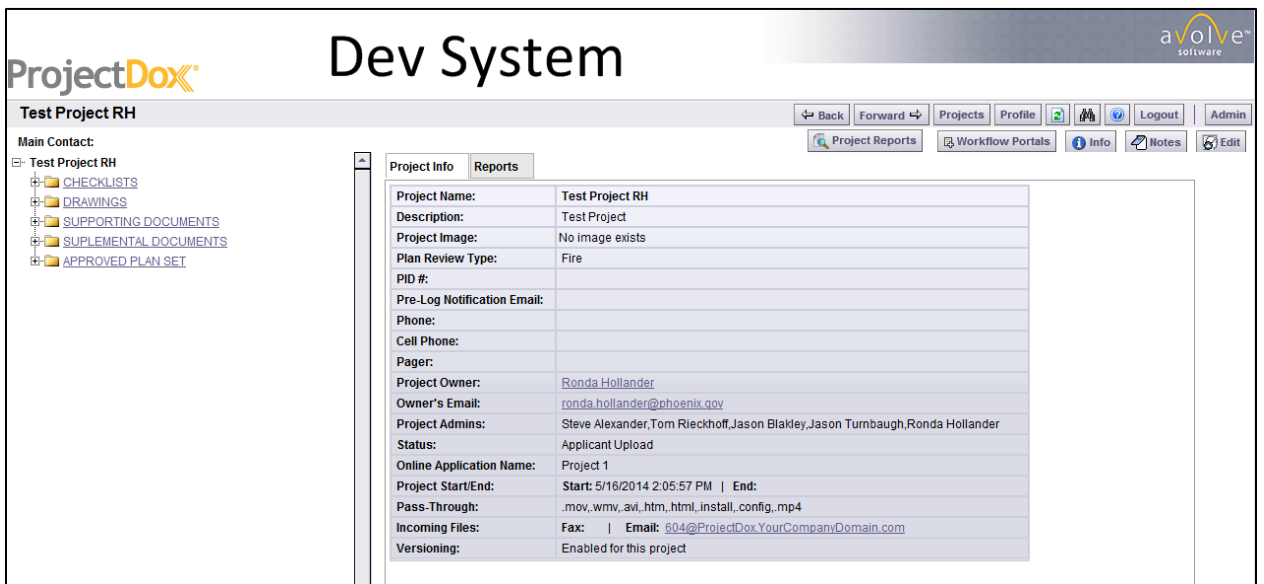 ProjectDox®
Dev System
avolve™
software
Test Project RH
Back Forward Projects Profile Logout Admin
Main Contact:
Project Reports Workflow Portals Info Notes Edit
Test Project RH
CHECKLISTS
DRAWINGS
SUPPORTING DOCUMENTS
SUPLEMENTAL DOCUMENTS
APPROVED PLAN SET
Project Info Reports
Project Name: Test Project RH
Description: Test Project
Project Image: No image exists
Plan Review Type: Fire
PID #:
Pre-Log Notification Email:
Phone:
Cell Phone:
Pager:
Project Owner: Ronda Hollander
Owner's Email: ronda.hollander@phoenix.gov
Project Admins: Steve Alexander,Tom Rieckhoff,Jason Blakley,Jason Turnbaugh,Ronda Hollander
Status: Applicant Upload
Online Application Name: Project 1
Project Start/End: Start: 5/16/2014 2:05:57 PM | End:
Pass-Through: .mov,.wmv,.avi,.htm,.html,.install,.config,.mp4
Incoming Files: Fax: | Email: 604@ProjectDox.YourCompanyDomain.com
Versioning: Enabled for this project